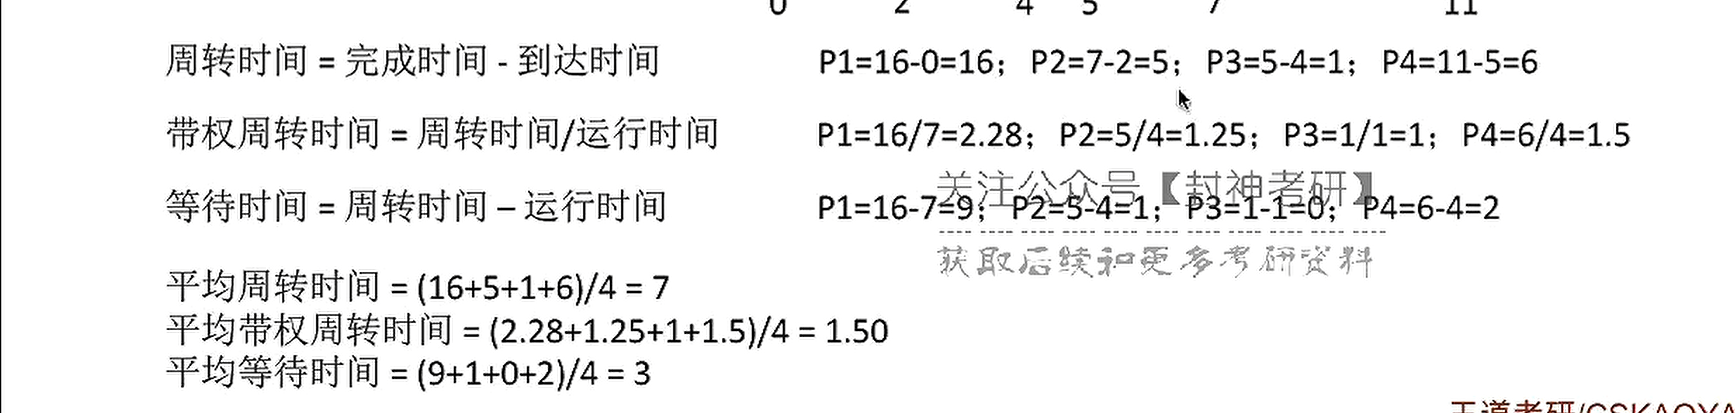 0 2 4 5 7 11
周转时间 = 完成时间 - 到达时间 P1=16-0=16；P2=7-2=5；P3=5-4=1；P4=11-5=6
带权周转时间 = 周转时间/运行时间 P1=16/7=2.28；P2=5/4=1.25；P3=1/1=1；P4=6/4=1.5
关注公众号【封神考研】
等待时间 = 周转时间 – 运行时间 P1=16-7=9；P2=5-4=1；P3=1-1=0；P4=6-4=2
获取后续和更多考研资料
平均周转时间 = (16+5+1+6)/4 = 7
平均带权周转时间 = (2.28+1.25+1+1.5)/4 = 1.50
平均等待时间 = (9+1+0+2)/4 = 3
王道考研/CSKAOYA